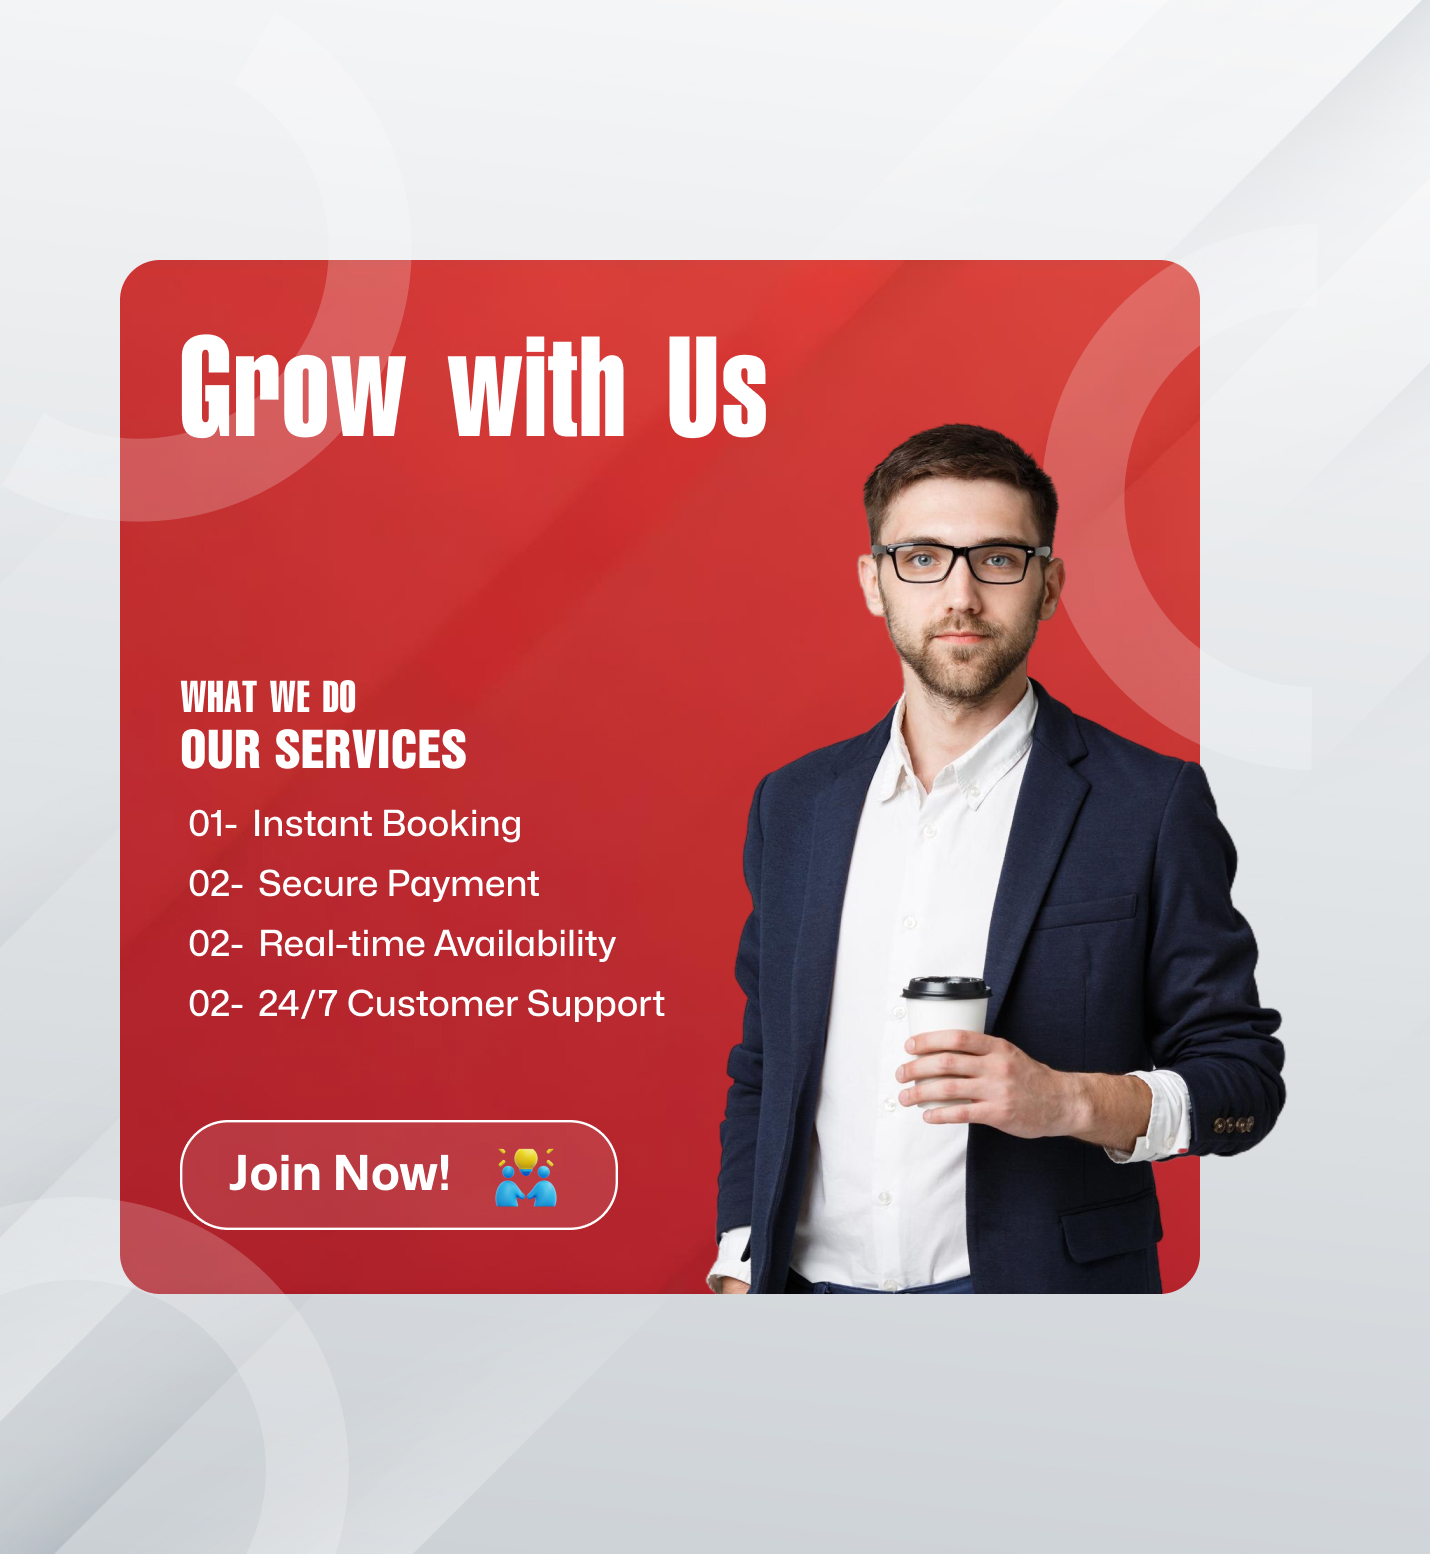 Grow with Us
WHAT WE DO
OUR SERVICES
01- Instant Booking
02- Secure Payment
02- Real-time Availability
02- 24/7 Customer Support
Join Now!